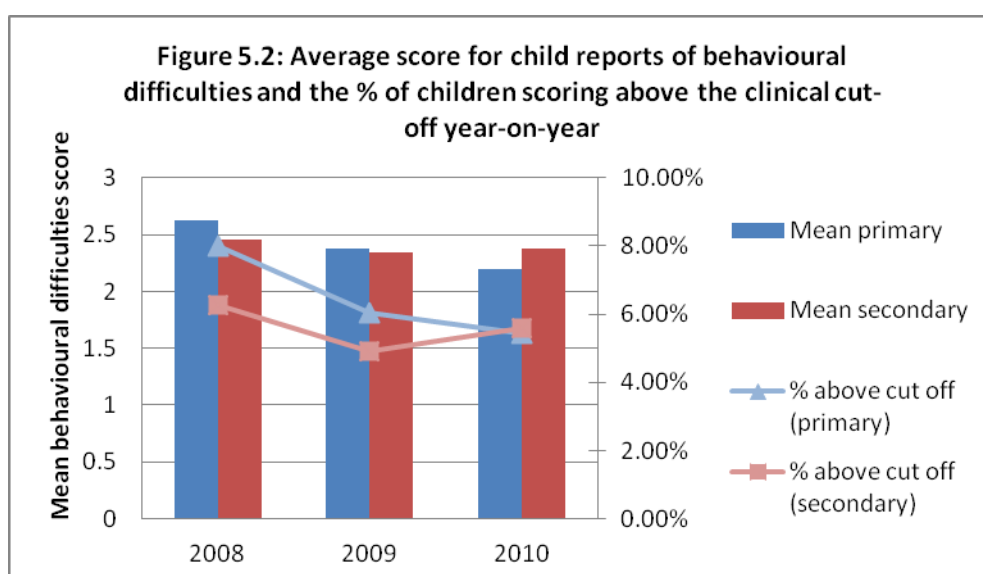 Figure 5.2: Average score for child reports of behavioural
difficulties and the % of children scoring above the clinical cut-
off year-on-year
Mean behavioural difficulties score
3
2.5
2
1.5
1
0.5
0
10.00%
8.00%
6.00%
4.00%
2.00%
0.00%
2008
2009
2010
Mean primary
Mean secondary
% above cut off
(primary)
% above cut off
(secondary)